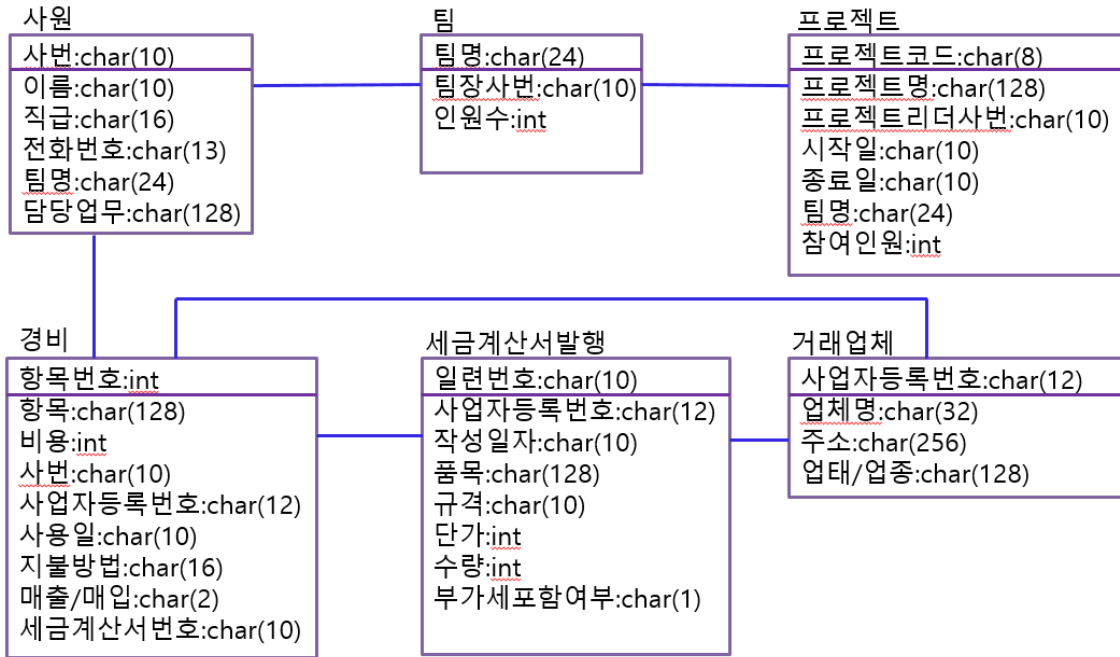 사원
사번:char(10)
이름:char(10)
직급:char(16)
전화번호:char(13)
팀명:char(24)
담당업무:char(128)
팀
팀명:char(24)
팀장사번:char(10)
인원수:int
프로젝트
프로젝트코드:char(8)
프로젝트명:char(128)
프로젝트리더사번:char(10)
시작일:char(10)
종료일:char(10)
팀명:char(24)
참여인원:int
경비
항목번호:int
항목:char(128)
비용:int
사번:char(10)
사업자등록번호:char(12)
사용일:char(10)
지불방법:char(16)
매출/매입:char(2)
세금계산서번호:char(10)
세금계산서발행
일련번호:char(10)
사업자등록번호:char(12)
작성일자:char(10)
품목:char(128)
규격:char(10)
단가:int
수량:int
부가세포함여부:char(1)
거래업체
사업자등록번호:char(12)
업체명:char(32)
주소:char(256)
업태/업종:char(128)